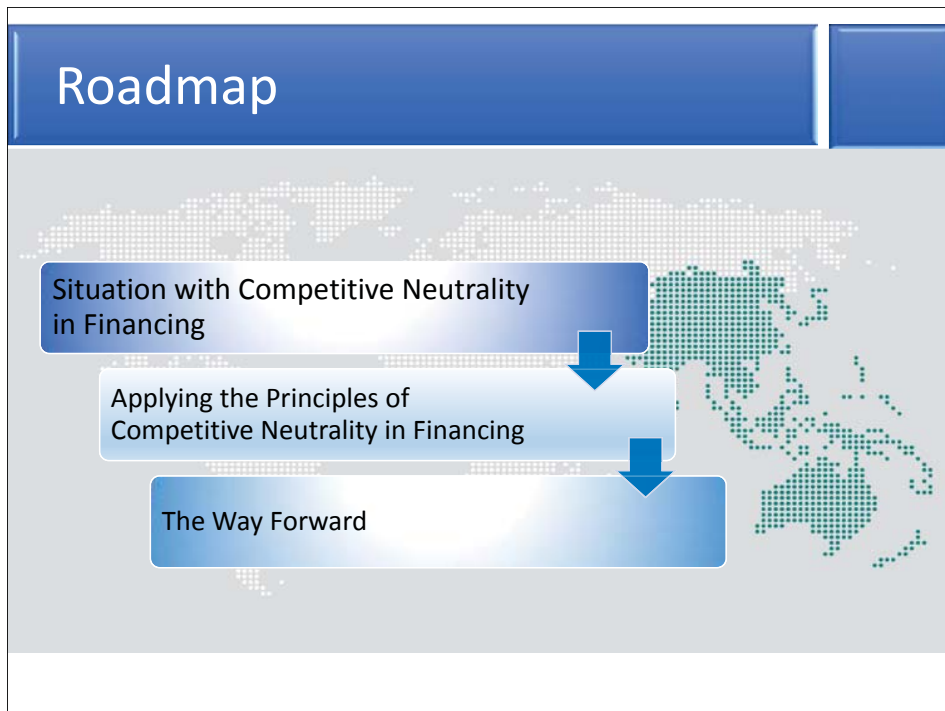 Roadmap
Situation with Competitive Neutrality
in Financing
Applying the Principles of
Competitive Neutrality in Financing
The Way Forward